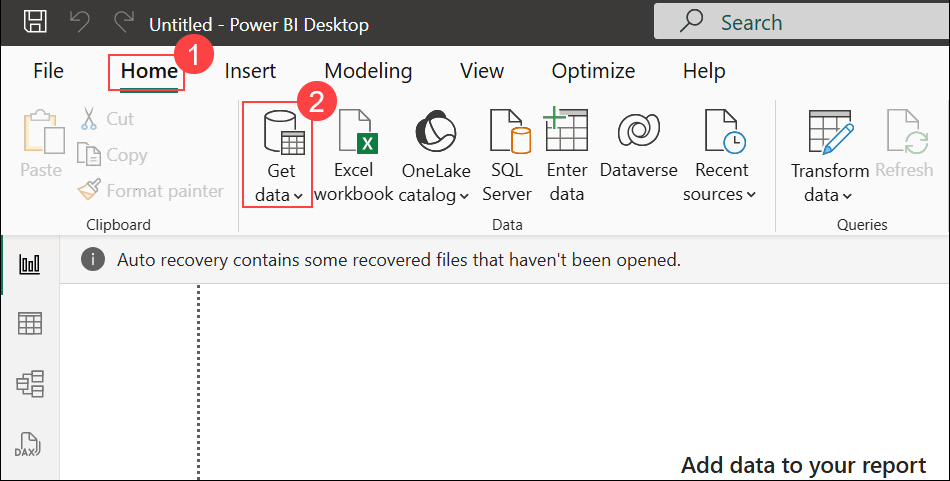 Untitled - Power BI Desktop
Search
1
File
Home
Insert
Modeling
View
Optimize
Help
2
Paste
Cut
Copy
Format painter
Get
data
Excel
workbook
OneLake
catalog
SQL
Server
Enter
data
Dataverse
Recent
sources
Transform
data
Refresh
Clipboard
Data
Queries
Auto recovery contains some recovered files that haven't been opened.
DAX
Add data to your report